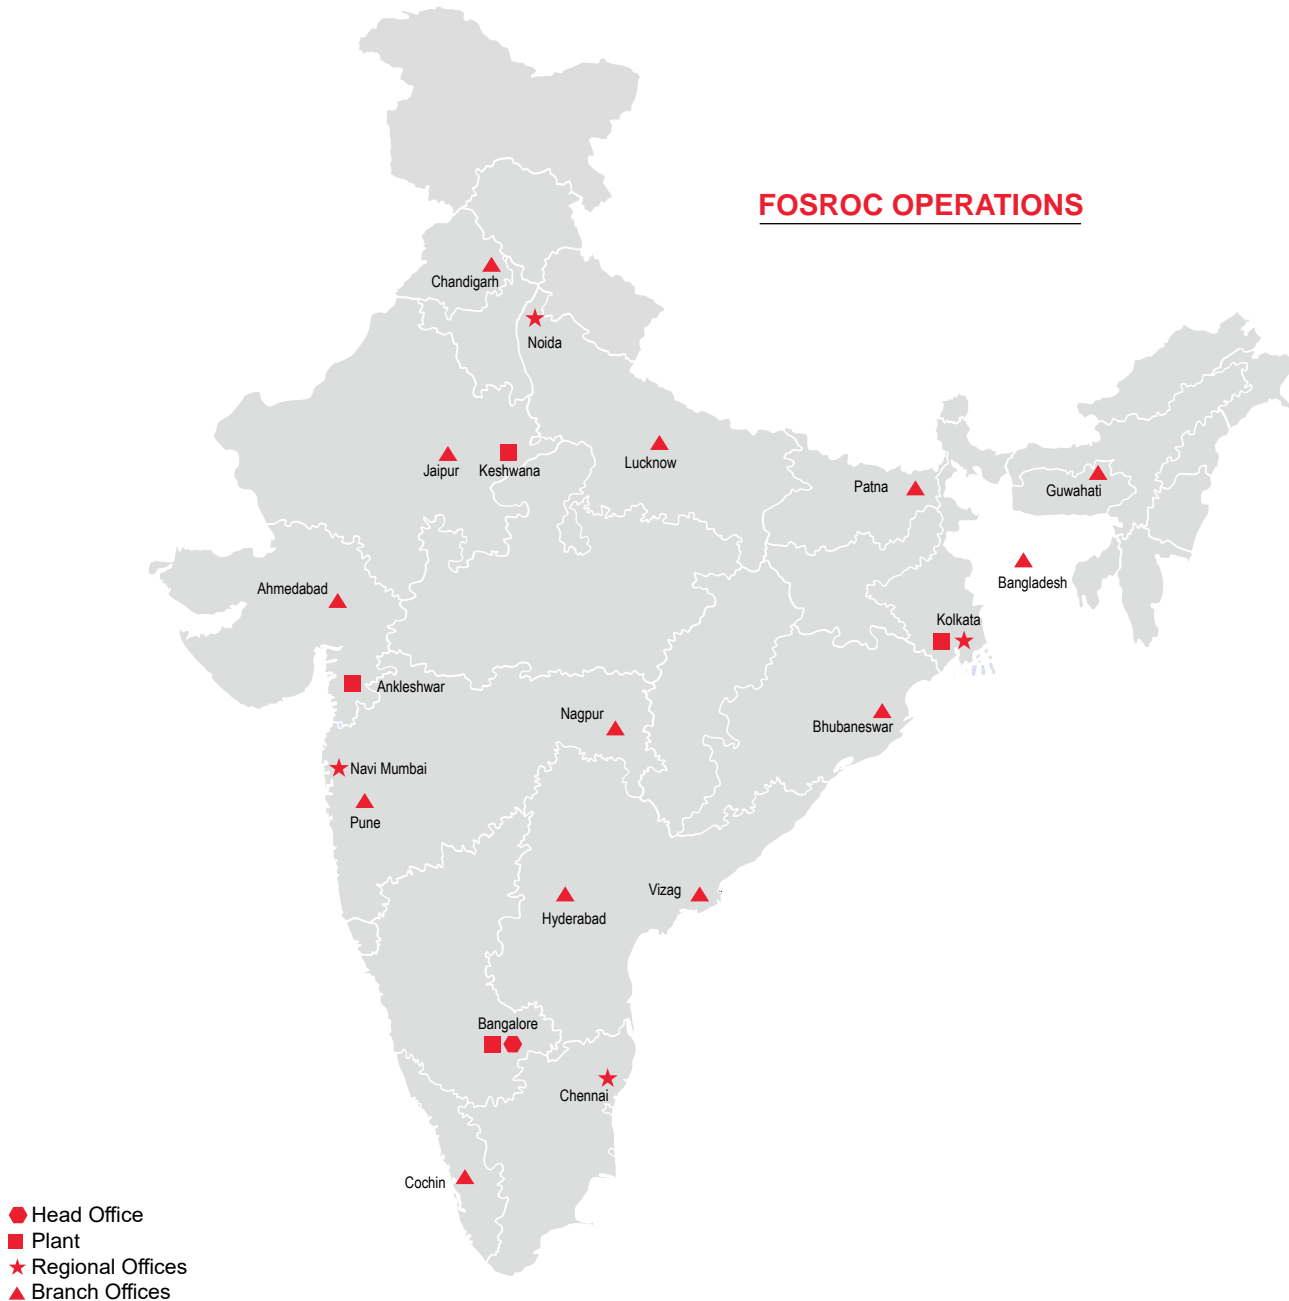 FOSROC OPERATIONS
Chandigarh
Noida
Lucknow
Jaipur
Keshwana
Patna
Guwahati
Bangladesh
Ahmedabad
Kolkata
Ankleshwar
Nagpur
Bhubaneswar
Navi Mumbai
Pune
Vizag
Hyderabad
Bangalore
Chennai
Cochin
Head Office
Plant
Regional Offices
Branch Offices